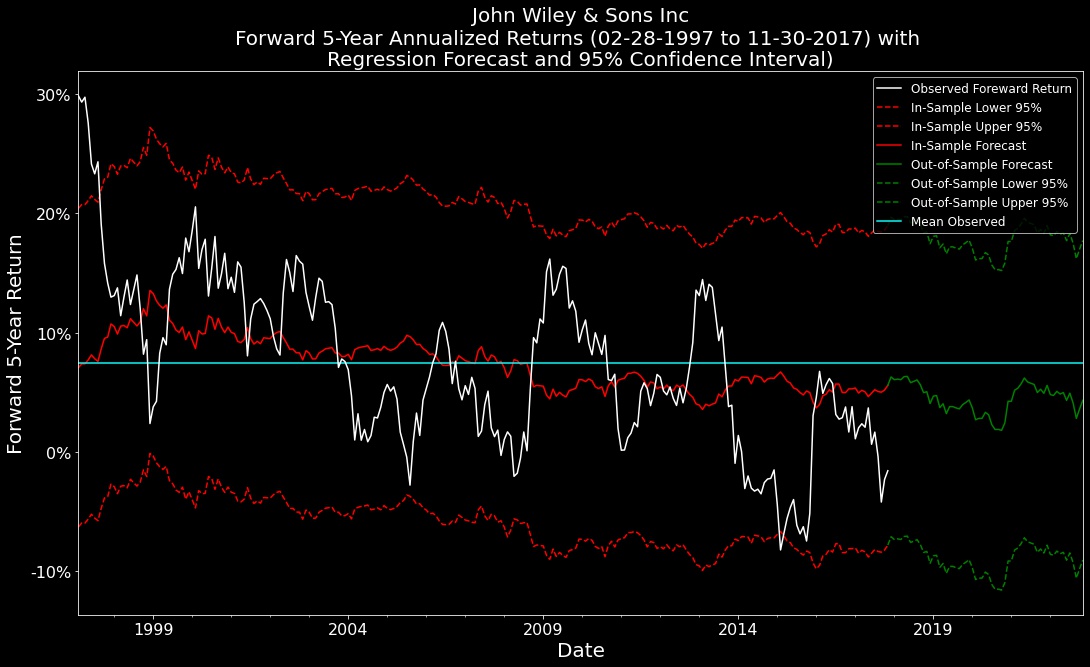 John Wiley & Sons Inc
Forward 5-Year Annualized Returns (02-28-1997 to 11-30-2017) with
Regression Forecast and 95% Confidence Interval)
Observed Foreward Return
In-Sample Lower 95%
In-Sample Upper 95%
In-Sample Forecast
Out-of-Sample Forecast
Out-of-Sample Lower 95%
Out-of-Sample Upper 95%
Mean Observed
Forward 5-Year Return
30%
20%
10%
0%
-10%
1999
2004
2009
2014
2019
Date